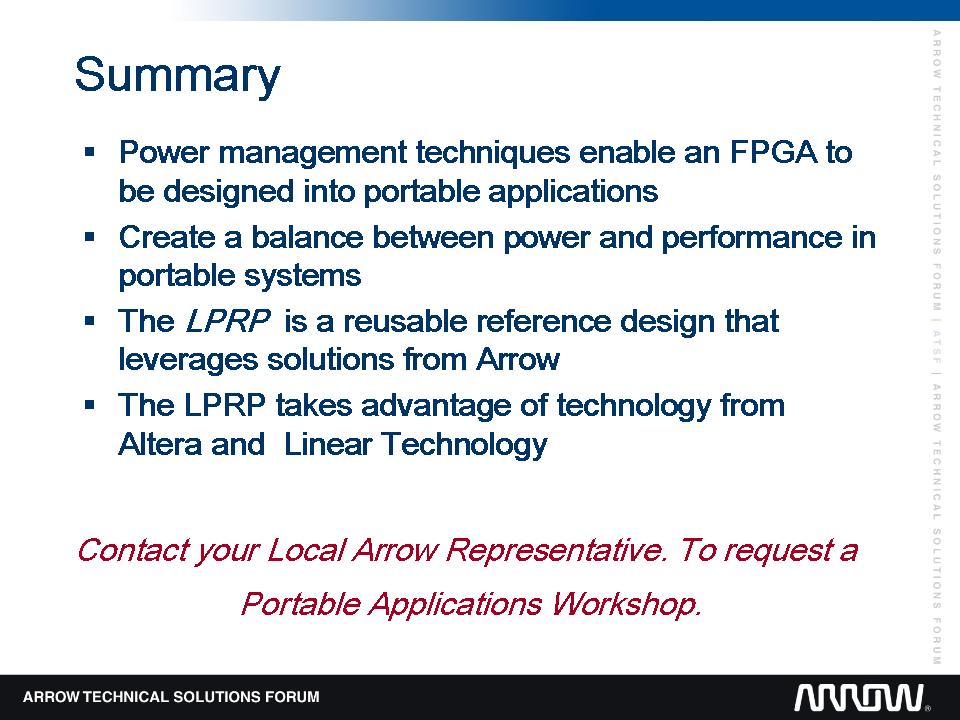 Summary
▪ Power management techniques enable an FPGA to
be designed into portable applications
▪ Create a balance between power and performance in
portable systems
▪ The LPRP is a reusable reference design that
leverages solutions from Arrow
▪ The LPRP takes advantage of technology from
Altera and Linear Technology
Contact your Local Arrow Representative. To request a
Portable Applications Workshop.
ARROW TECHNICAL SOLUTIONS FORUM | ATSF | ARROW TECHNICAL SOLUTIONS FORUM
ARROW TECHNICAL SOLUTIONS FORUM
ARROW®